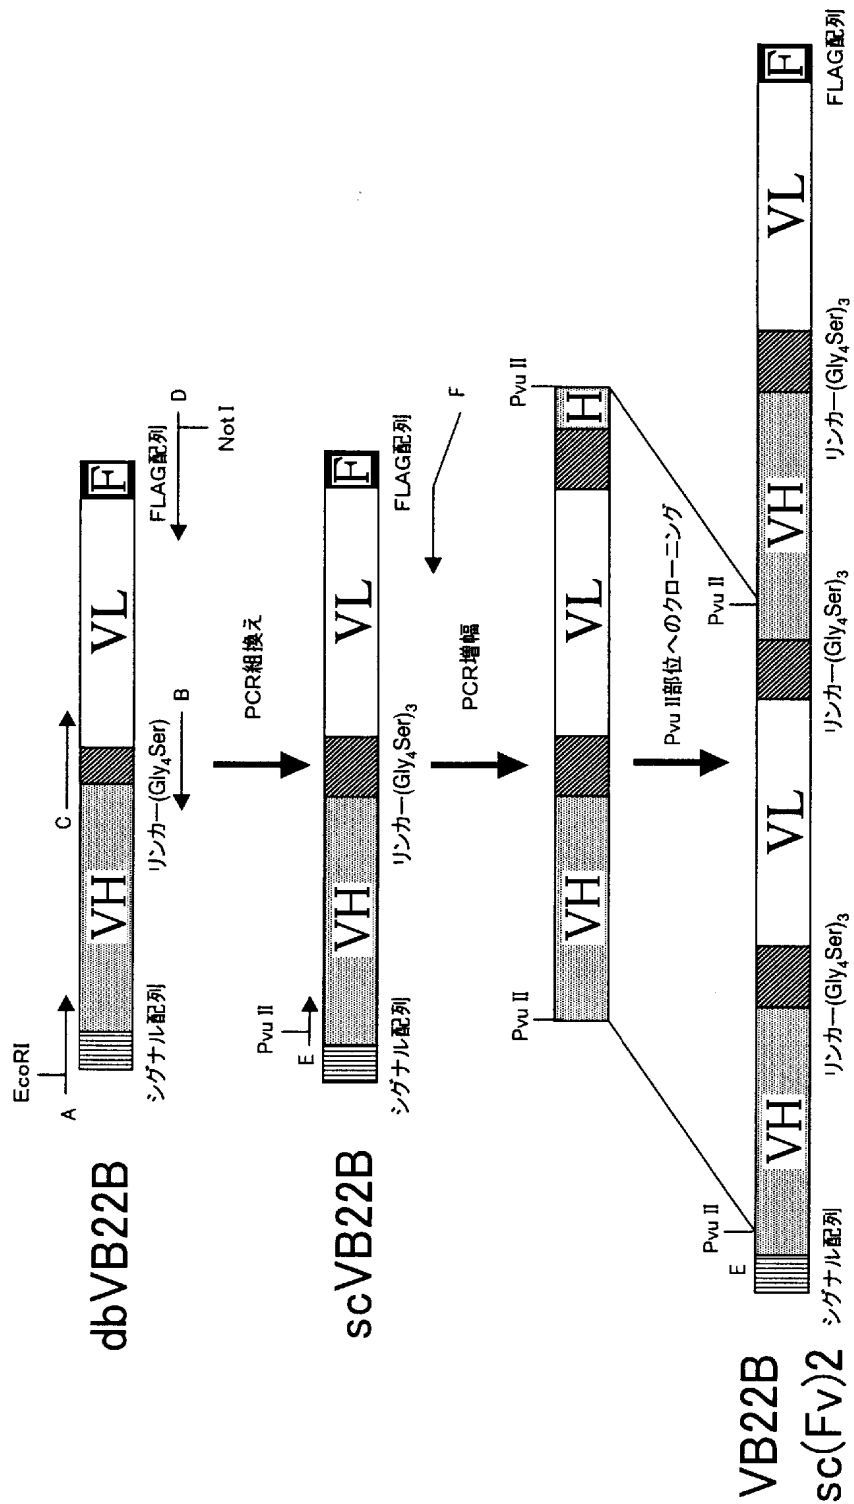 dbVB22B
EcoRI
A
C
VH
VL
F
シグナル配列
リンカー(Gly₄Ser)
FLAG配列
B
D
Not I
PCR組換え
scVB22B
Pvu II
E
VH
VL
F
シグナル配列
リンカー(Gly₄Ser)₃
FLAG配列
F
PCR増幅
Pvu II
VH
VL
H
Pvu II
Pvu II部位へのクローニング
VB22B
sc(Fv)2
E
Pvu II
Pvu II
VH
VL
VH
VL
F
シグナル配列
リンカー(Gly₄Ser)₃
リンカー(Gly₄Ser)₃
リンカー(Gly₄Ser)₃
FLAG配列